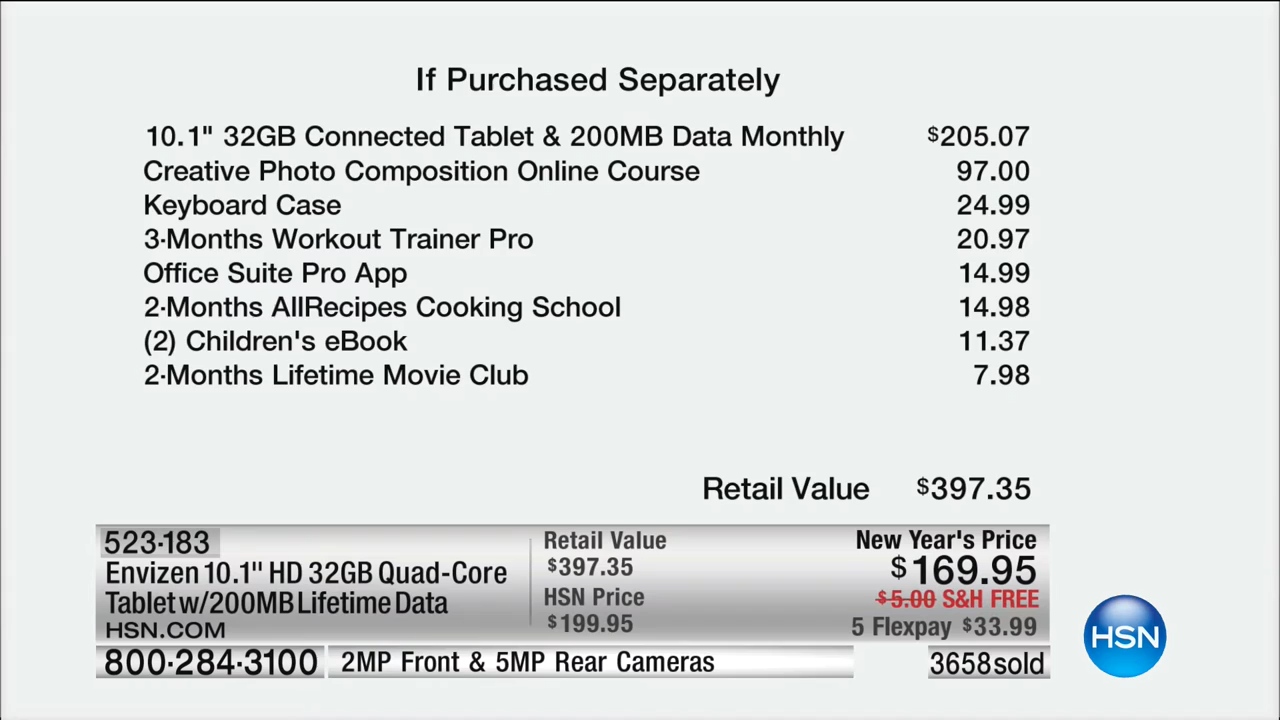 If Purchased Separately
10.1" 32GB Connected Tablet & 200MB Data Monthly $205.07
Creative Photo Composition Online Course 97.00
Keyboard Case 24.99
3-Months Workout Trainer Pro 20.97
Office Suite Pro App 14.99
2-Months AllRecipes Cooking School 14.98
(2) Children's eBook 11.37
2-Months Lifetime Movie Club 7.98
Retail Value $397.35
523-183
Envizen 10.1" HD 32GB Quad-Core
Tablet w/200MB Lifetime Data
HSN.COM
Retail Value
$397.35
HSN Price
$199.95
New Year's Price
$169.95
$5.00 S&H FREE
5 Flexpay $33.99
HSN
800-284-3100
2MP Front & 5MP Rear Cameras
3658 sold